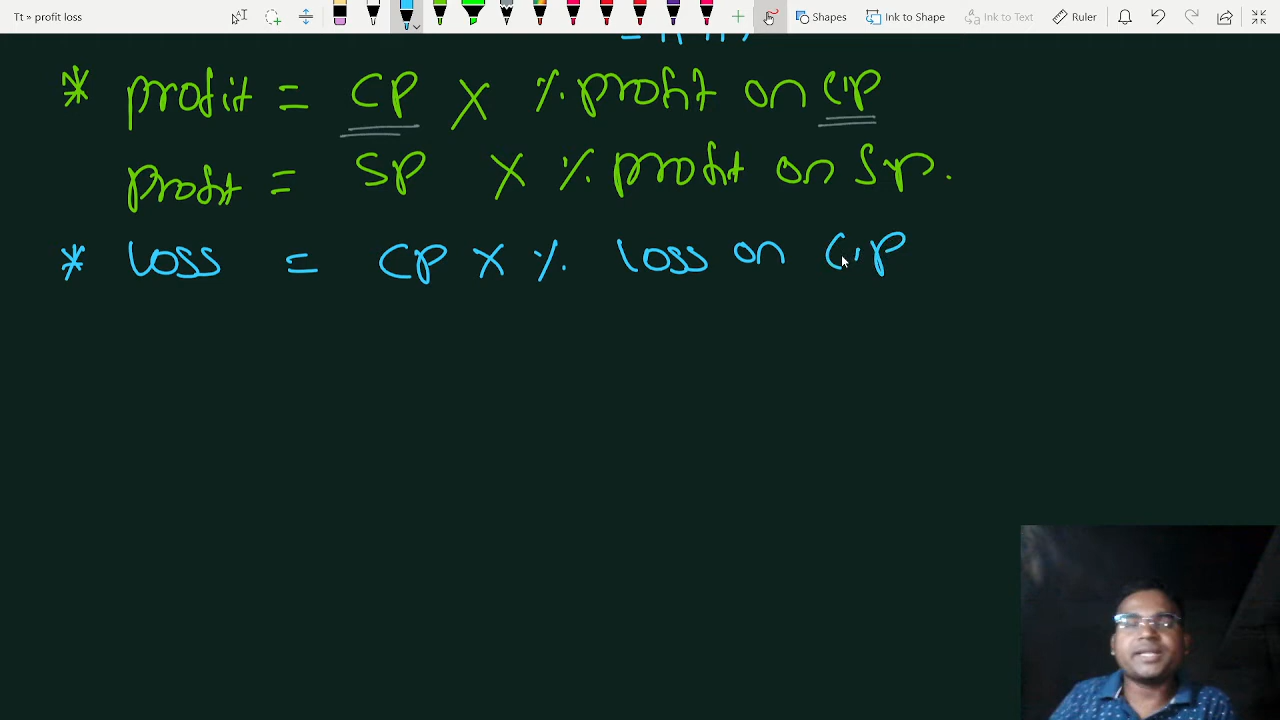 Tt » profit loss
Shapes Ink to Shape Ink to Text Ruler
* profit = CP X % profit on CP
profit = SP X % profit on SP.
* loss = CP X % loss on CP